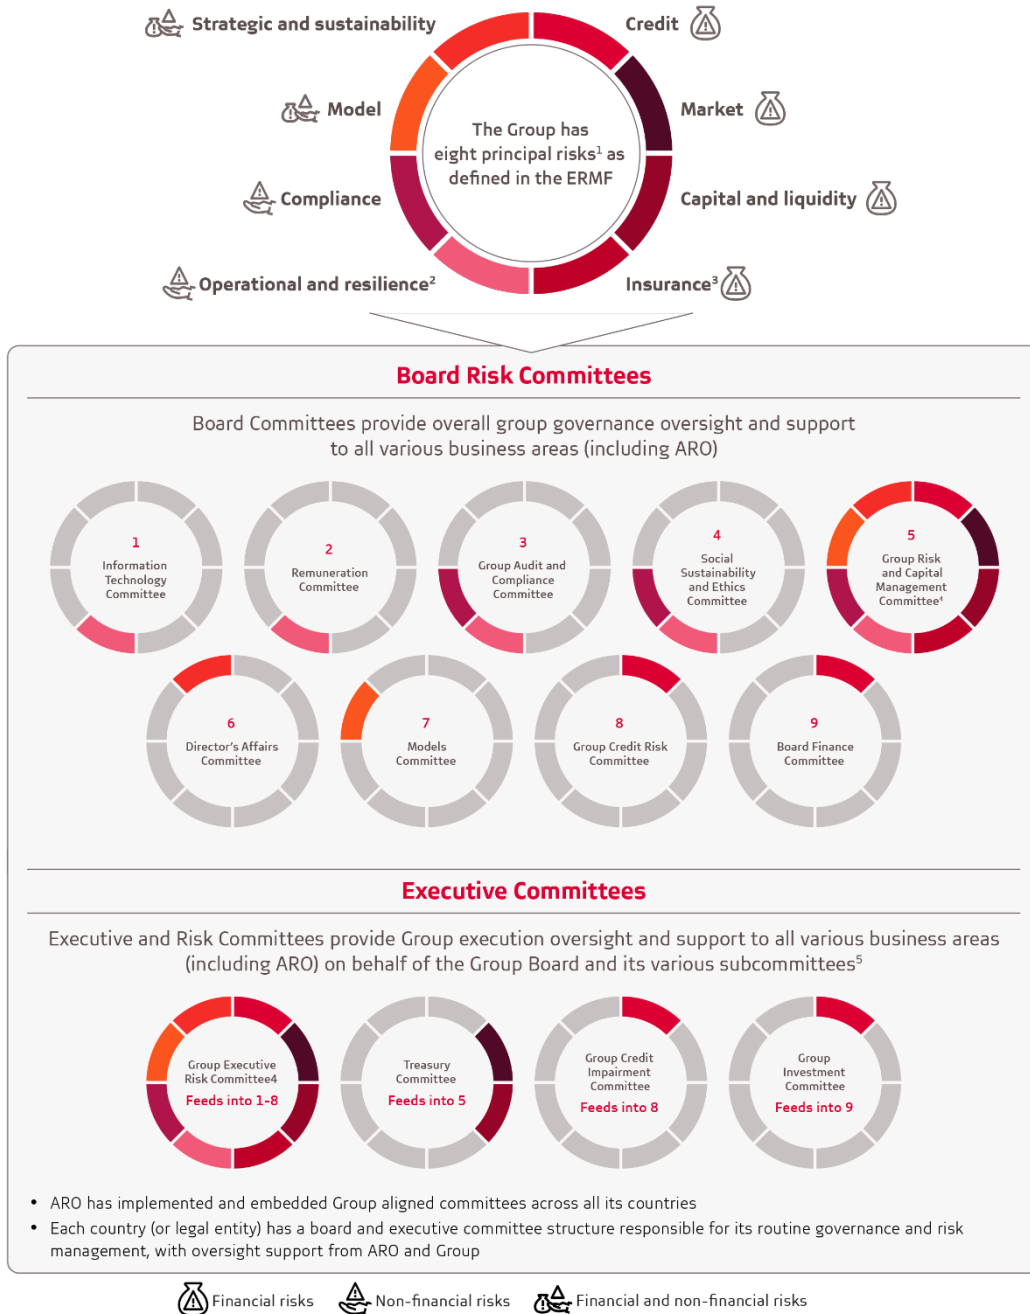 Strategic and sustainability
Credit
Model
Market
The Group has
eight principal risks¹ as
defined in the ERMF
Compliance
Capital and liquidity
Operational and resilience²
Insurance³
Board Risk Committees
Board Committees provide overall group governance oversight and support
to all various business areas (including ARO)
1
Information
Technology
Committee
2
Remuneration
Committee
3
Group Audit and
Compliance
Committee
4
Social
Sustainability
and Ethics
Committee
5
Group Risk
and Capital
Management
Committee⁴
6
Director's Affairs
Committee
7
Models
Committee
8
Group Credit Risk
Committee
9
Board Finance
Committee
Executive Committees
Executive and Risk Committees provide Group execution oversight and support to all various business areas
(including ARO) on behalf of the Group Board and its various subcommittees⁵
Group Executive
Risk Committee4
Feeds into 1-8
Treasury
Committee
Feeds into 5
Group Credit
Impairment
Committee
Feeds into 8
Group
Investment
Committee
Feeds into 9
• ARO has implemented and embedded Group aligned committees across all its countries
• Each country (or legal entity) has a board and executive committee structure responsible for its routine governance and risk
management, with oversight support from ARO and Group
Financial risks
Non-financial risks
Financial and non-financial risks